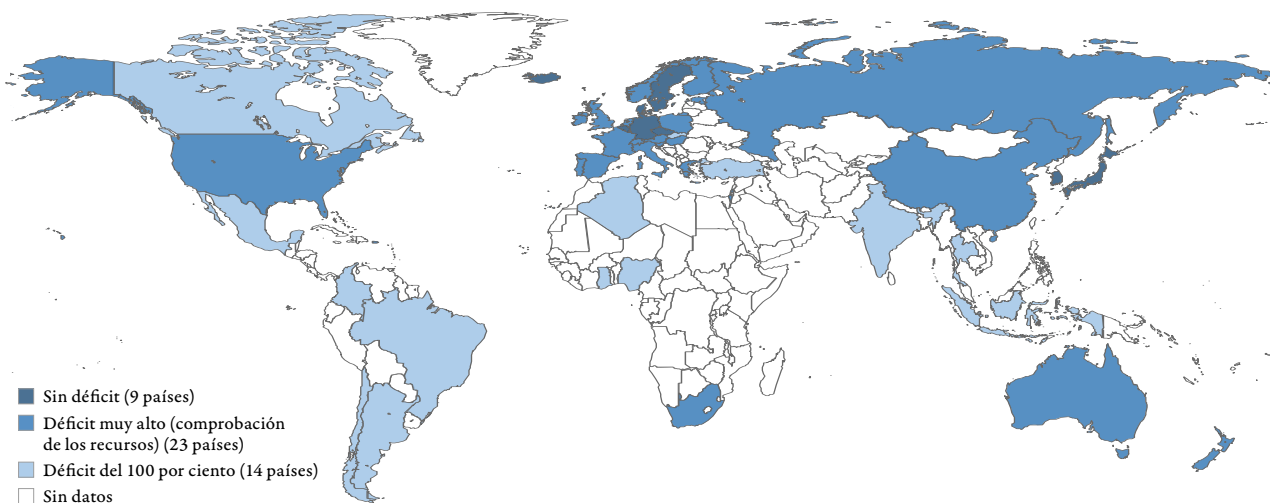 Sin déficit (9 países)
Déficit muy alto (comprobación
de los recursos) (23 países)
Déficit del 100 por ciento (14 países)
Sin datos